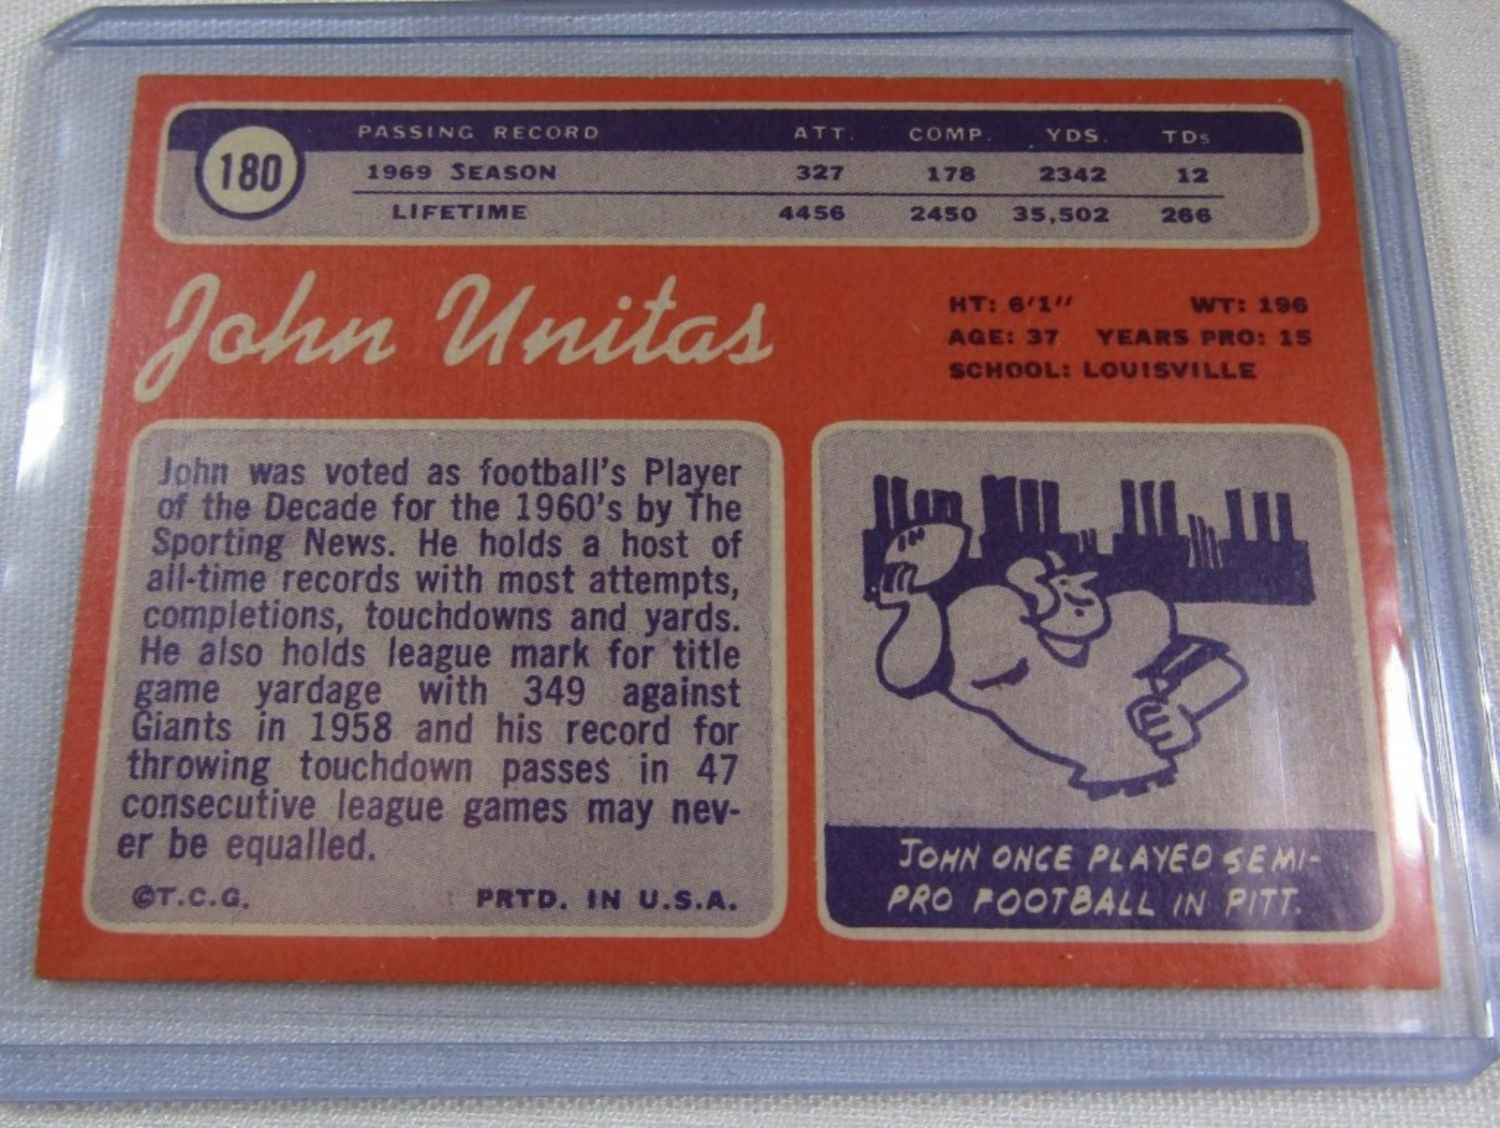 180
PASSING RECORD ATT. COMP. YDS. TDs
1969 SEASON 327 178 2342 12
LIFETIME 4456 2450 35,502 266
John Unitas
HT: 6'1" WT: 196
AGE: 37 YEARS PRO: 15
SCHOOL: LOUISVILLE
John was voted as football's Player
of the Decade for the 1960's by The
Sporting News. He holds a host of
all-time records with most attempts,
completions, touchdowns and yards.
He also holds league mark for title
game yardage with 349 against
Giants in 1958 and his record for
throwing touchdown passes in 47
consecutive league games may nev-
er be equalled.
©T.C.G. PRTD. IN U.S.A.
JOHN ONCE PLAYED SEMI-
PRO FOOTBALL IN PITT.